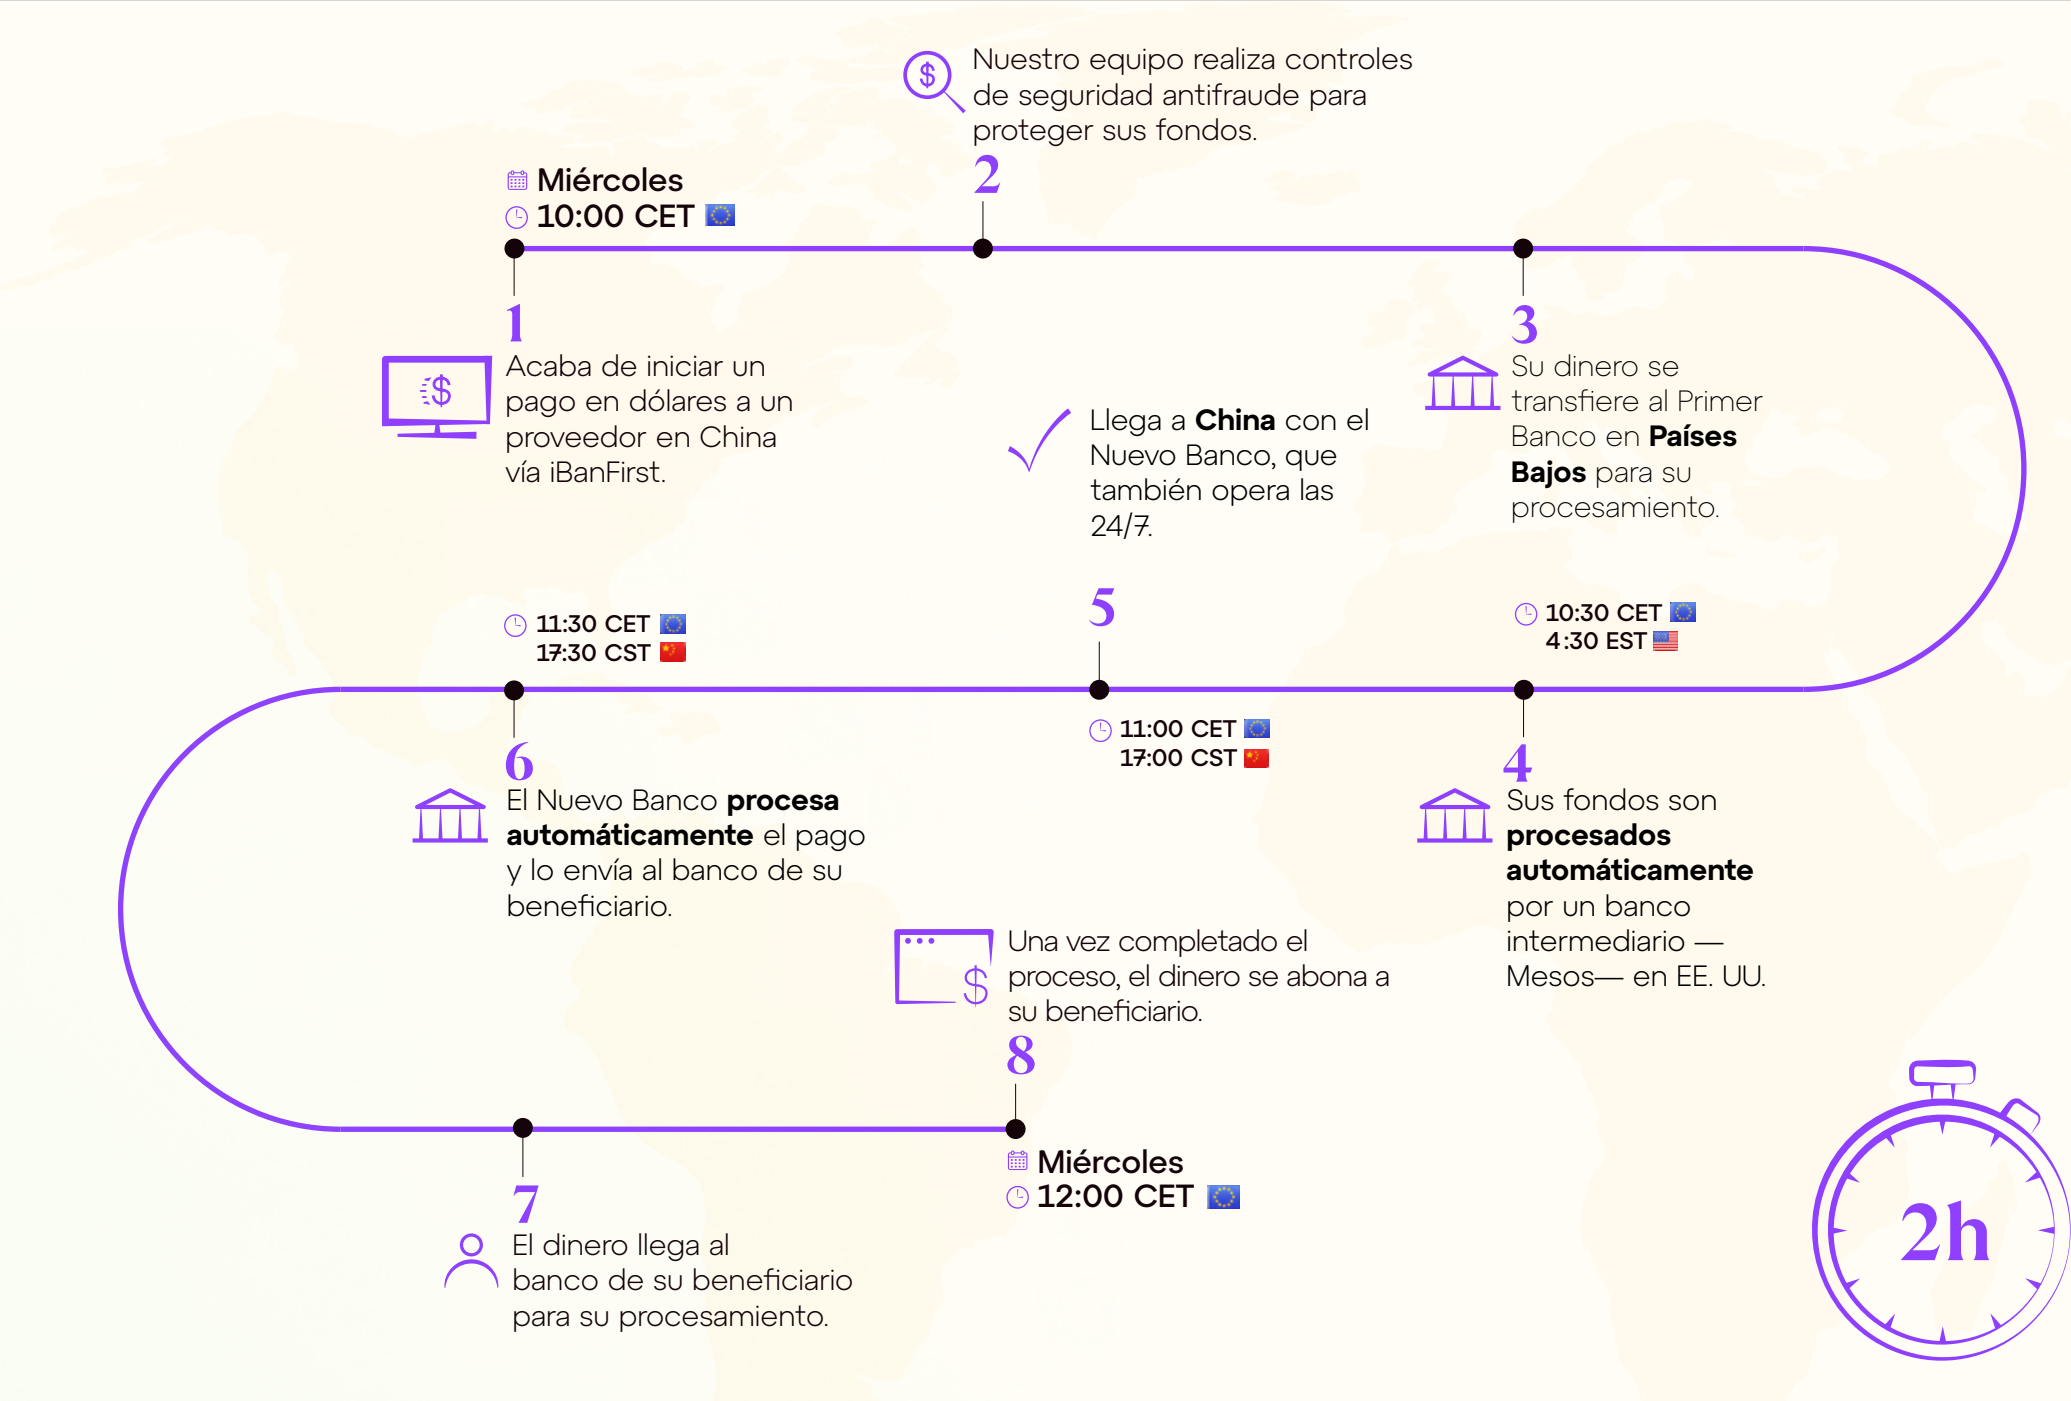 Miércoles
10:00 CET
1
Acaba de iniciar un
pago en dólares a un
proveedor en China
vía iBanFirst.
Nuestro equipo realiza controles
de seguridad antifraude para
proteger sus fondos.
2
3
Su dinero se
transfiere al Primer
Banco en Países
Bajos para su
procesamiento.
10:30 CET
4:30 EST
4
Sus fondos son
procesados
automáticamente
por un banco
intermediario —
Mesos— en EE. UU.
Llega a China con el
Nuevo Banco, que
también opera las
24/7.
5
11:00 CET
17:00 CST
11:30 CET
17:30 CST
6
El Nuevo Banco procesa
automáticamente el pago
y lo envía al banco de su
beneficiario.
7
El dinero llega al
banco de su beneficiario
para su procesamiento.
Una vez completado el
proceso, el dinero se abona a
su beneficiario.
8
Miércoles
12:00 CET
2h